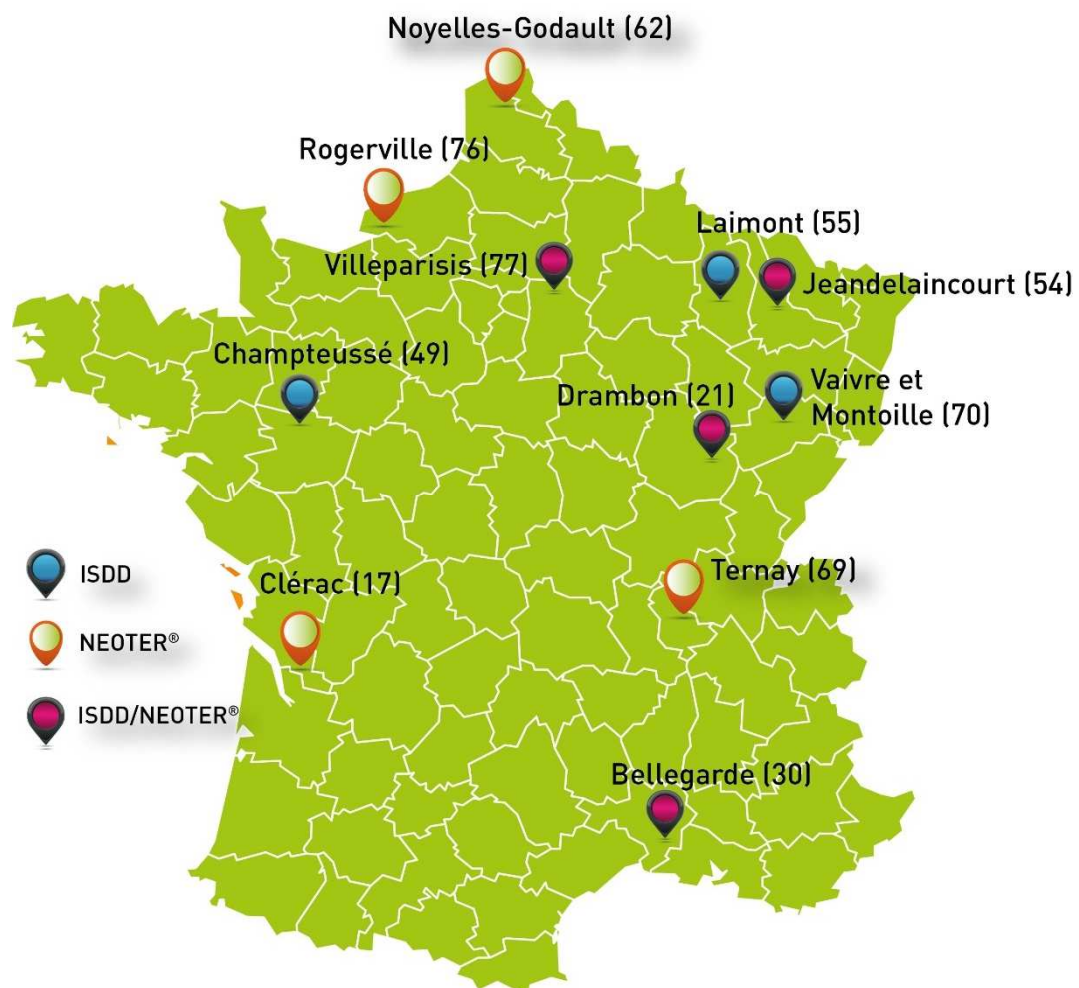 Noyelles-Godault (62)
Rogerville (76)
Laimont (55)
Villeparisis (77)
Jeandelaincourt (54)
Champteussé (49)
Vaivre et
Montoille (70)
Drambon (21)
ISDD
Clérac (17)
Ternay (69)
NEOTER®
ISDD/NEOTER®
Bellegarde (30)